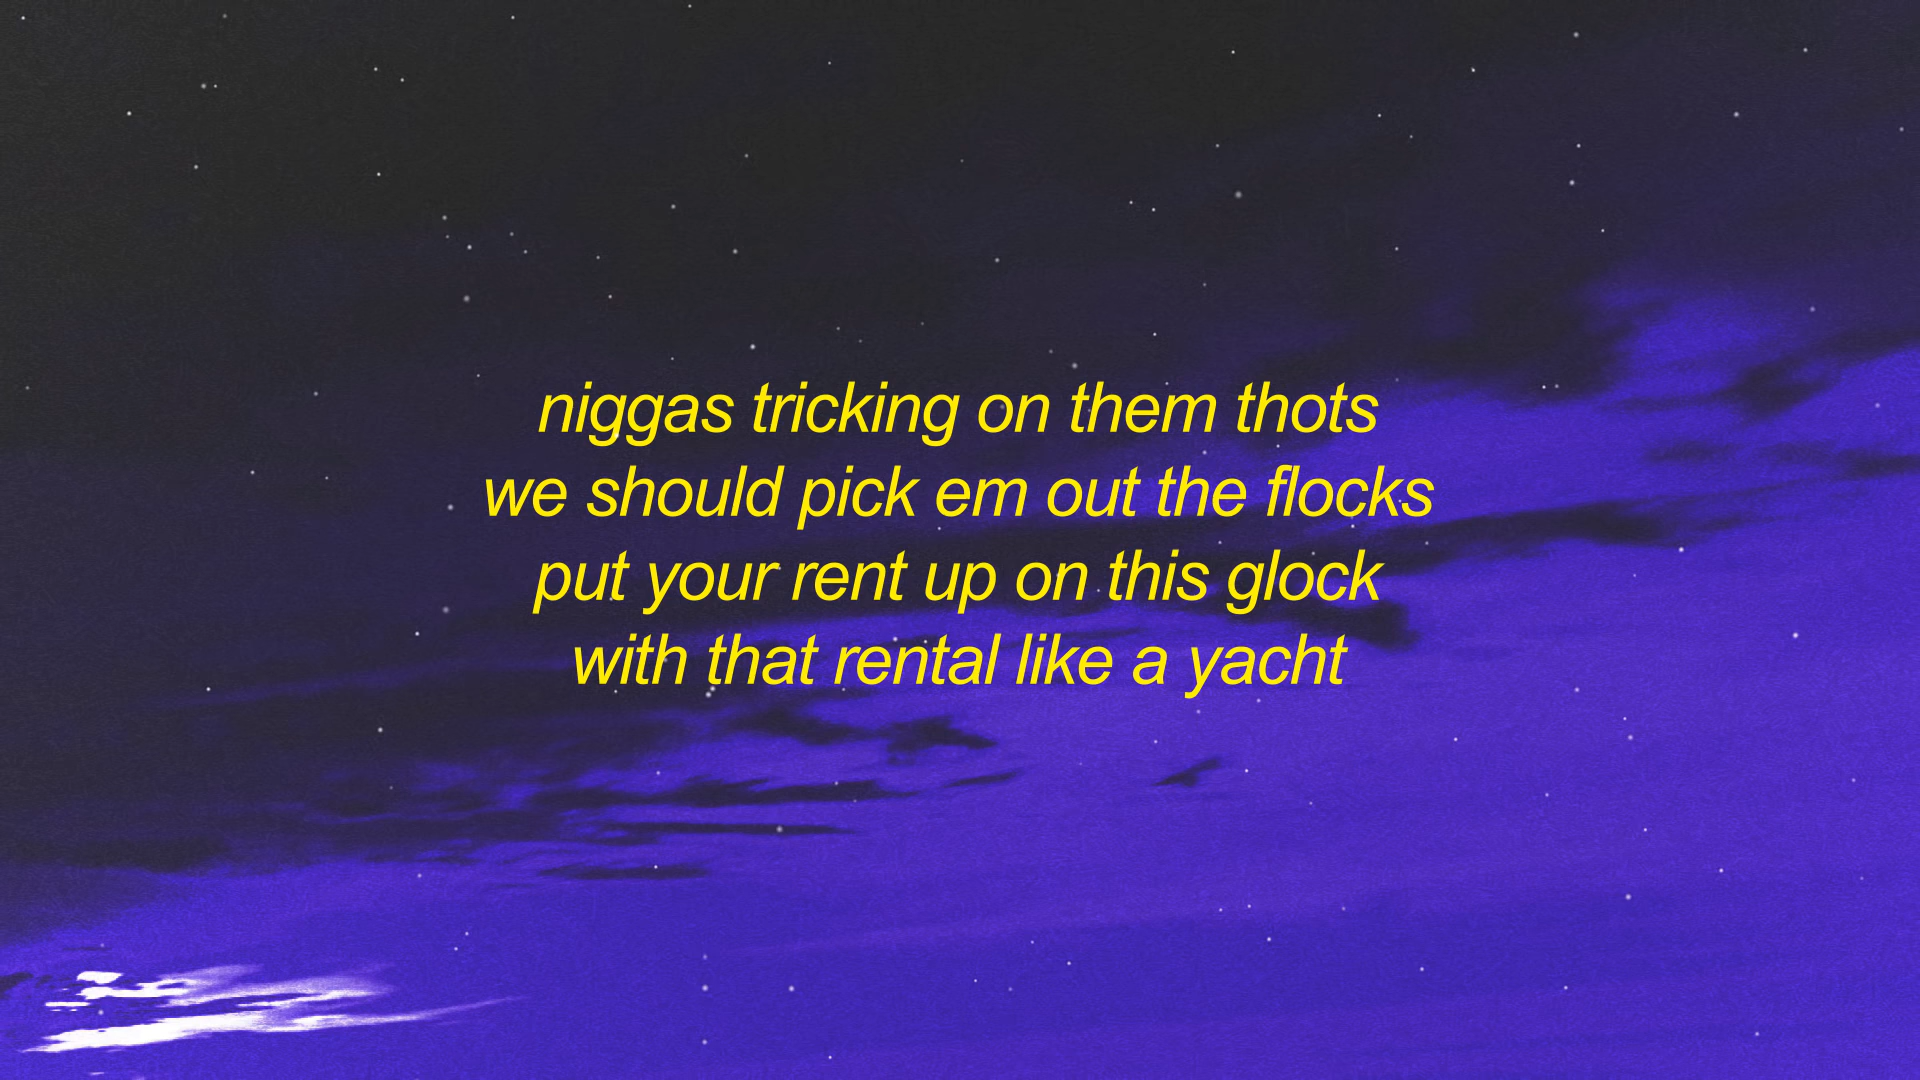 niggas tricking on them thots
we should pick em out the flocks
put your rent up on this glock
with that rental like a yacht